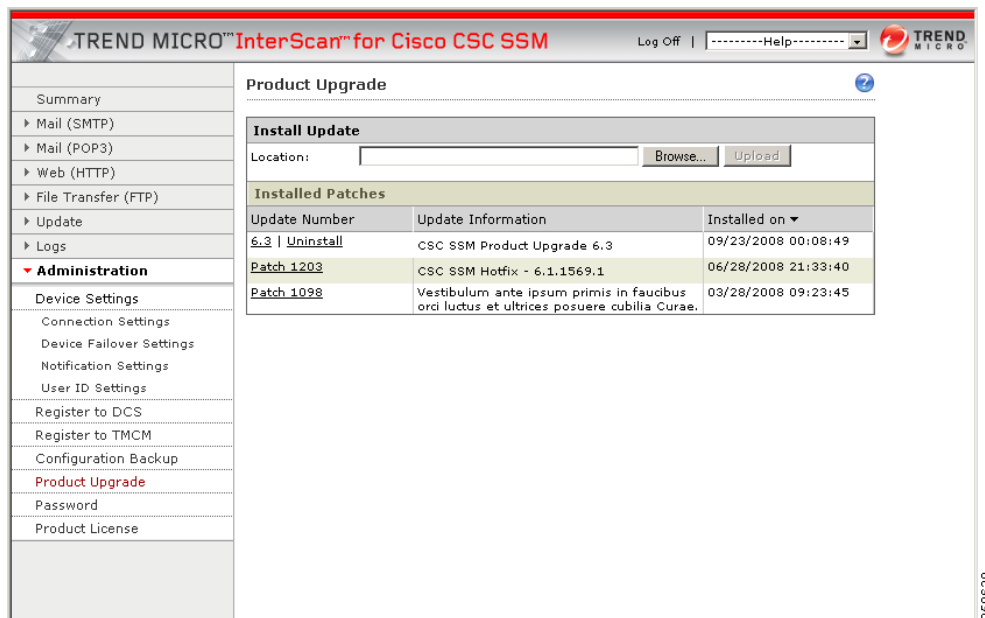 TREND MICRO™ InterScan™ for Cisco CSC SSM
Log Off | ---------Help---------
TREND MICRO
Summary
Mail (SMTP)
Mail (POP3)
Web (HTTP)
File Transfer (FTP)
Update
Logs
Administration
Device Settings
Connection Settings
Device Failover Settings
Notification Settings
User ID Settings
Register to DCS
Register to TMCM
Configuration Backup
Product Upgrade
Password
Product License
Product Upgrade
?
Install Update
Location: Browse... Upload
Installed Patches
Update Number Update Information Installed on
6.3 | Uninstall CSC SSM Product Upgrade 6.3 09/23/2008 00:08:49
Patch 1203 CSC SSM Hotfix - 6.1.1569.1 06/28/2008 21:33:40
Patch 1098 Vestibulum ante ipsum primis in faucibus 03/28/2008 09:23:45
orci luctus et ultrices posuere cubilia Curae.